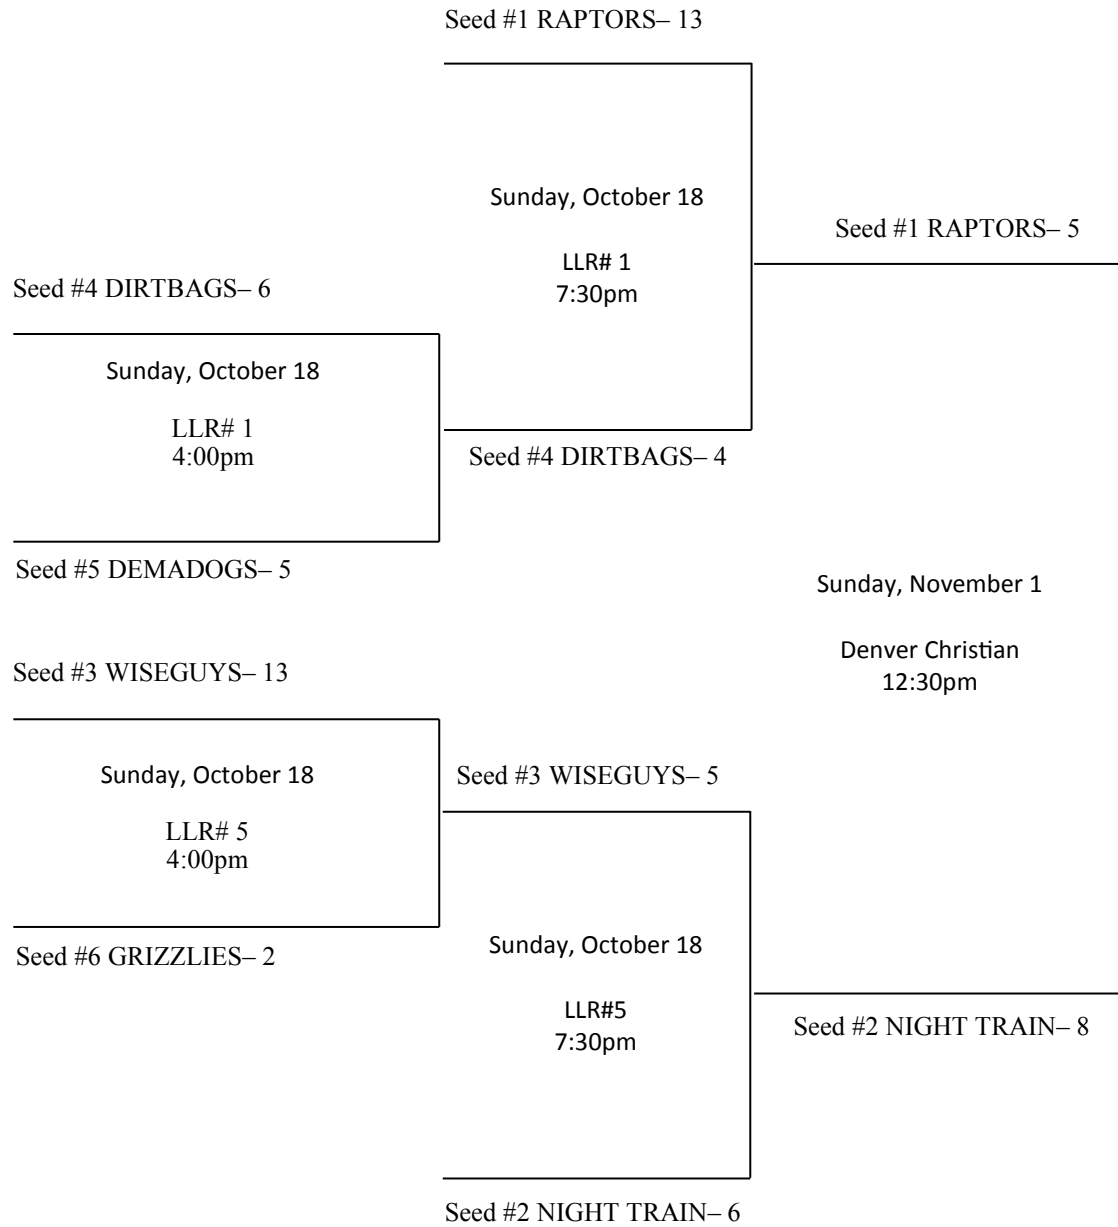 Seed #1 RAPTORS– 13
Sunday, October 18
LLR# 1
7:30pm
Seed #1 RAPTORS– 5
Seed #4 DIRTBAGS– 6
Sunday, October 18
LLR# 1
4:00pm
Seed #4 DIRTBAGS– 4
Seed #5 DEMADOGS– 5
Sunday, November 1
Denver Christian
12:30pm
Seed #3 WISEGUYS– 13
Sunday, October 18
LLR# 5
4:00pm
Seed #3 WISEGUYS– 5
Seed #6 GRIZZLIES– 2
Sunday, October 18
LLR#5
7:30pm
Seed #2 NIGHT TRAIN– 8
Seed #2 NIGHT TRAIN– 6